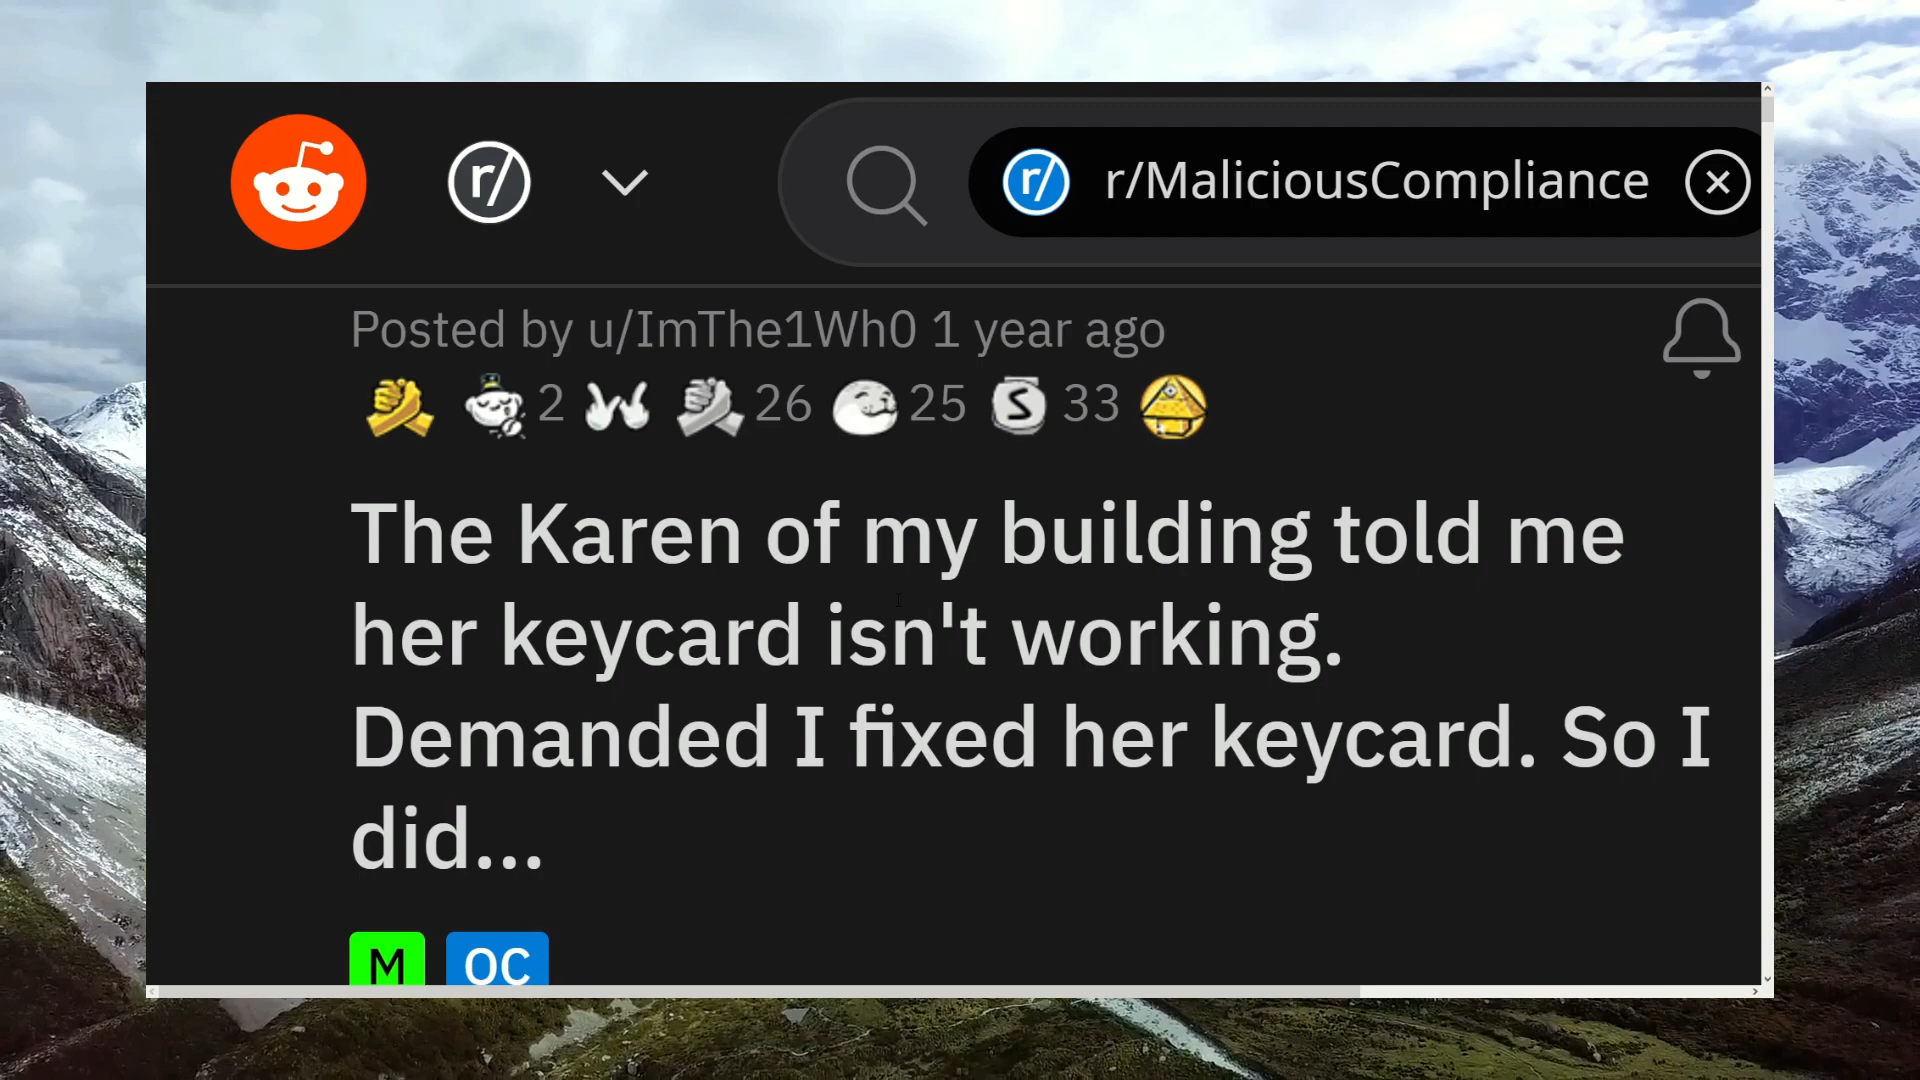 r/ r/ r/MaliciousCompliance
Posted by u/ImThe1Wh0 1 year ago
2 26 25 S 33
The Karen of my building told me
her keycard isn't working.
Demanded I fixed her keycard. So I
did...
M OC